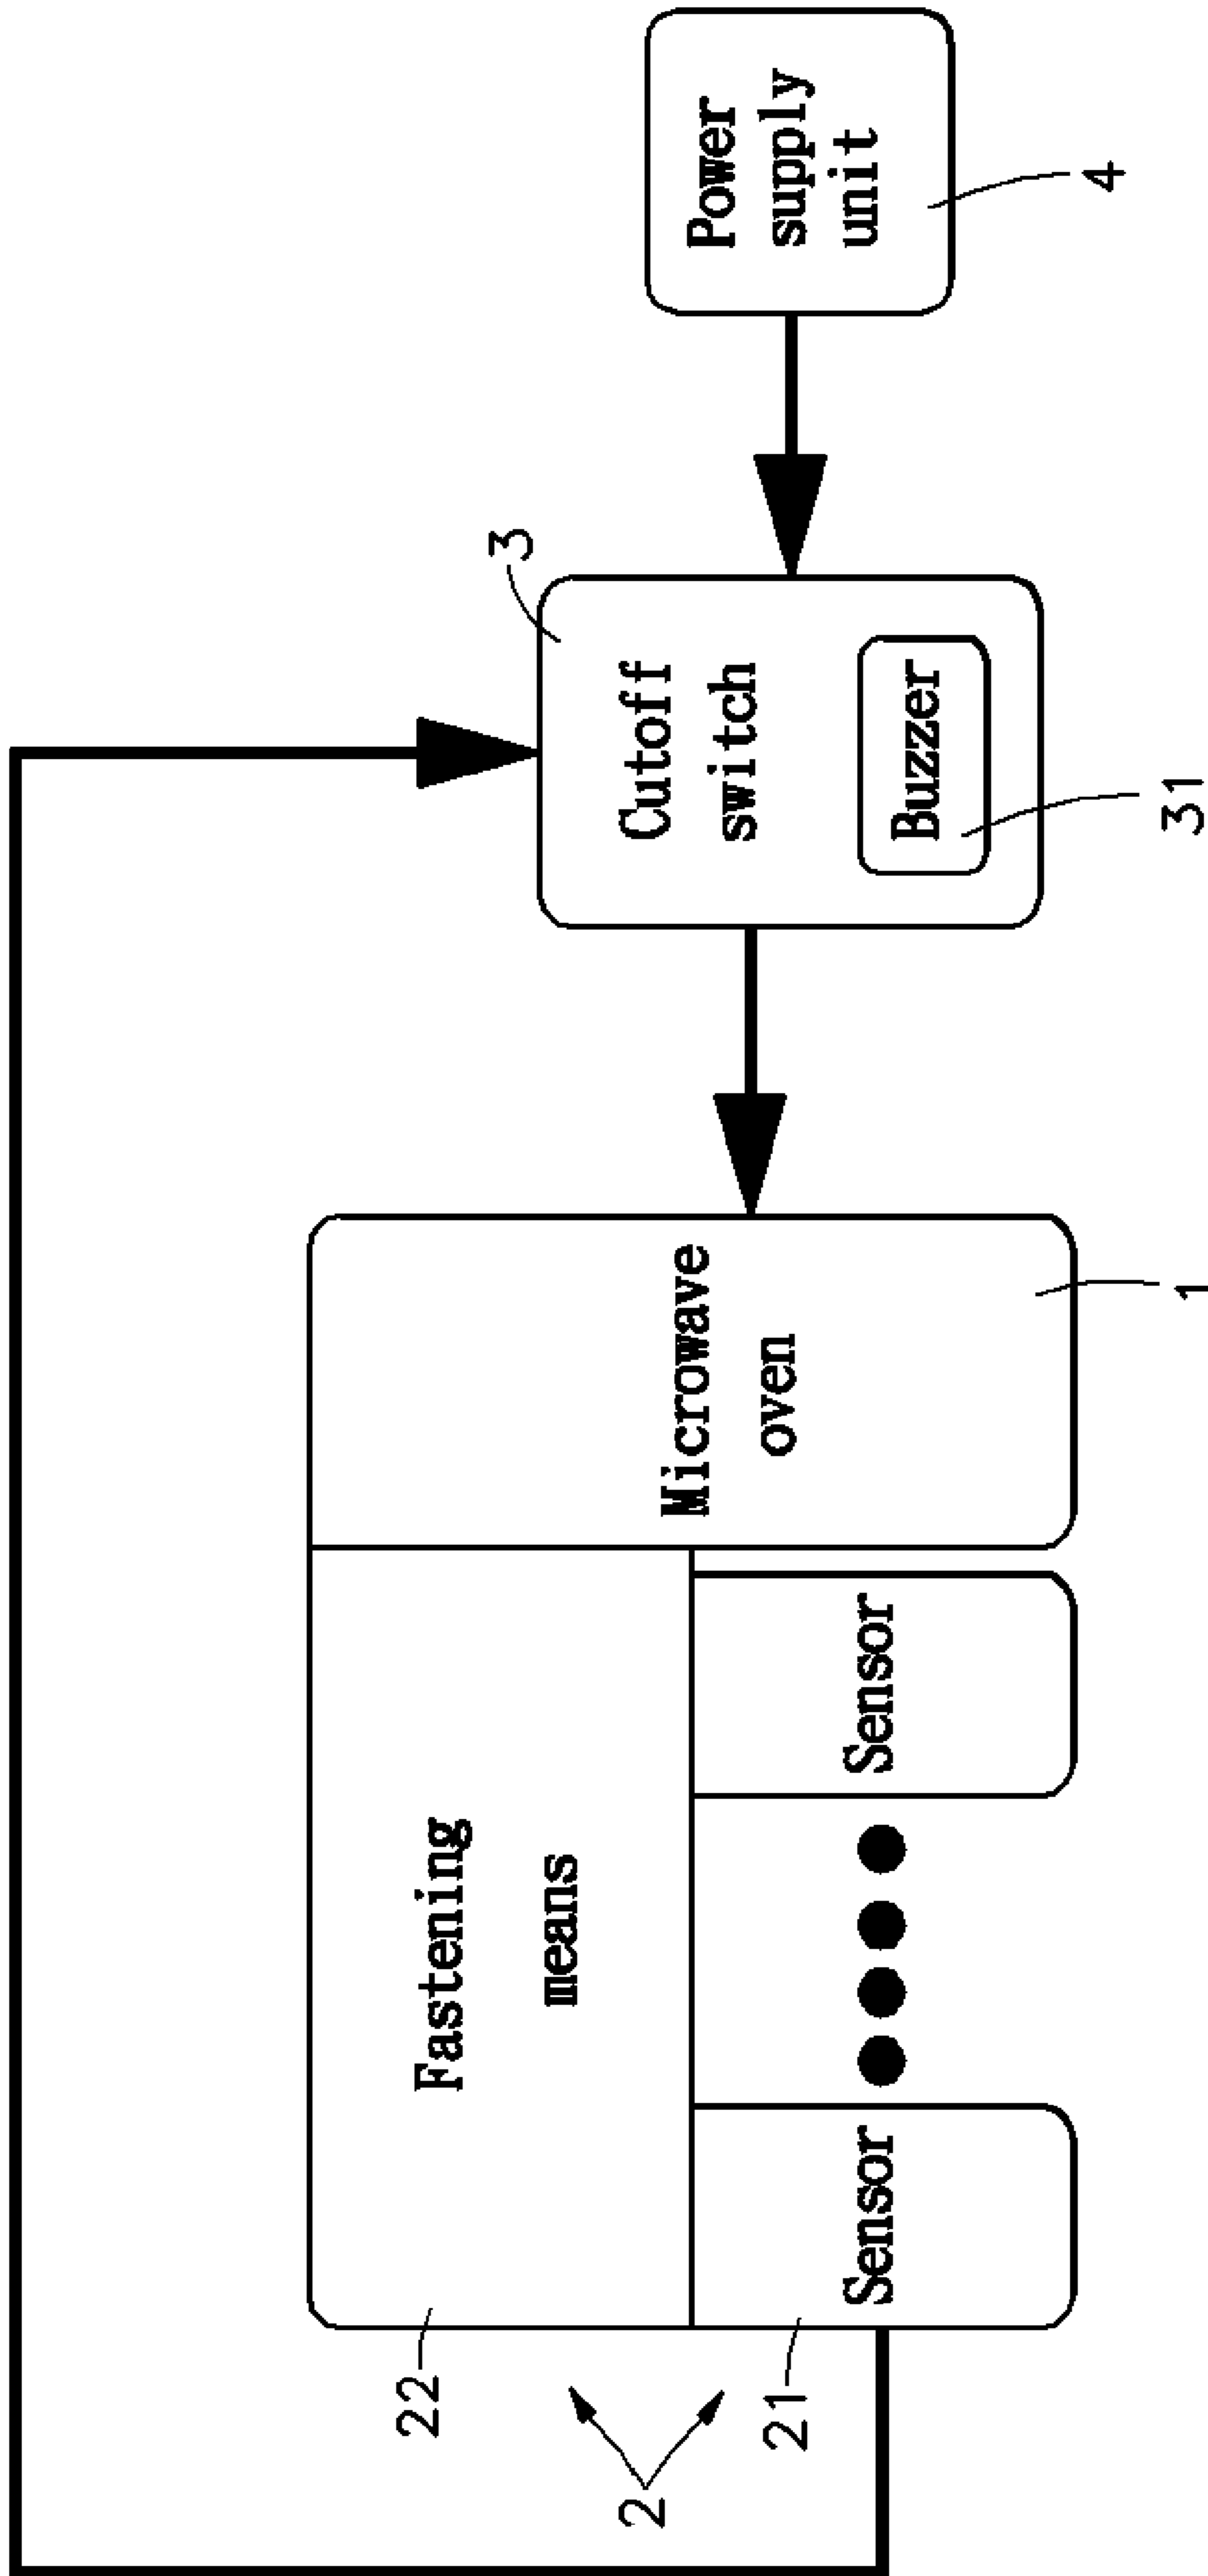 22
Fastening
means
2
21
Sensor
Sensor
Microwave
oven
1
3
Cutoff
switch
Buzzer
31
Power
supply
unit
4